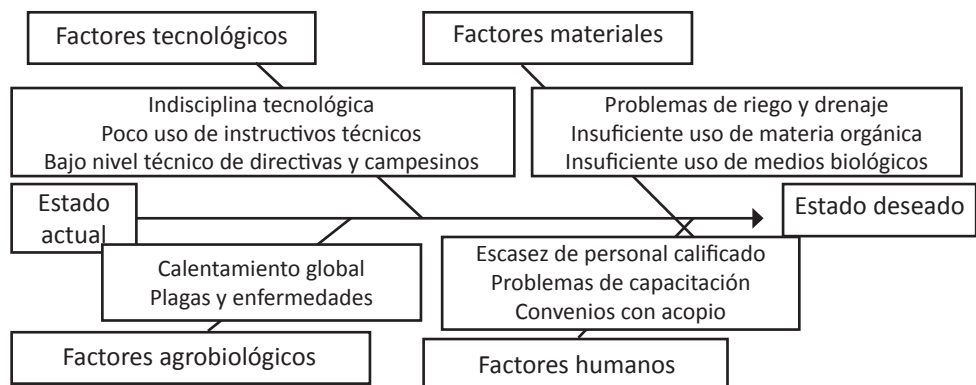 Factores tecnológicos
Factores materiales
Indisciplina tecnológica
Poco uso de instructivos técnicos
Bajo nivel técnico de directivas y campesinos
Problemas de riego y drenaje
Insuficiente uso de materia orgánica
Insuficiente uso de medios biológicos
Estado
actual
Estado deseado
Calentamiento global
Plagas y enfermedades
Escasez de personal calificado
Problemas de capacitación
Convenios con acopio
Factores agrobiológicos
Factores humanos